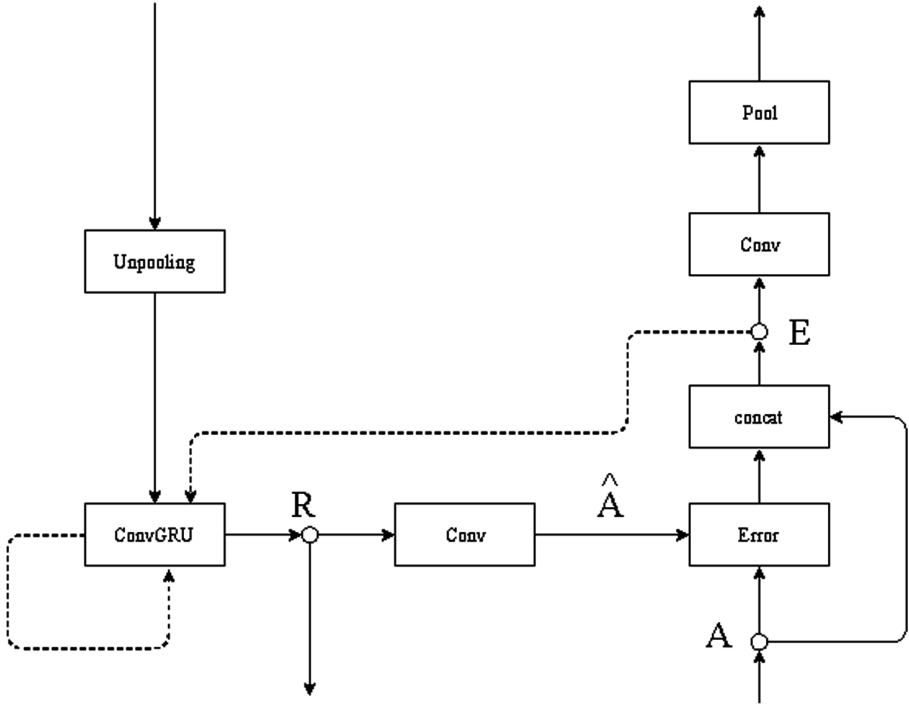 Pool
Unpooling
Conv
E
concat
R
Â
ConvGRU
Conv
Error
A